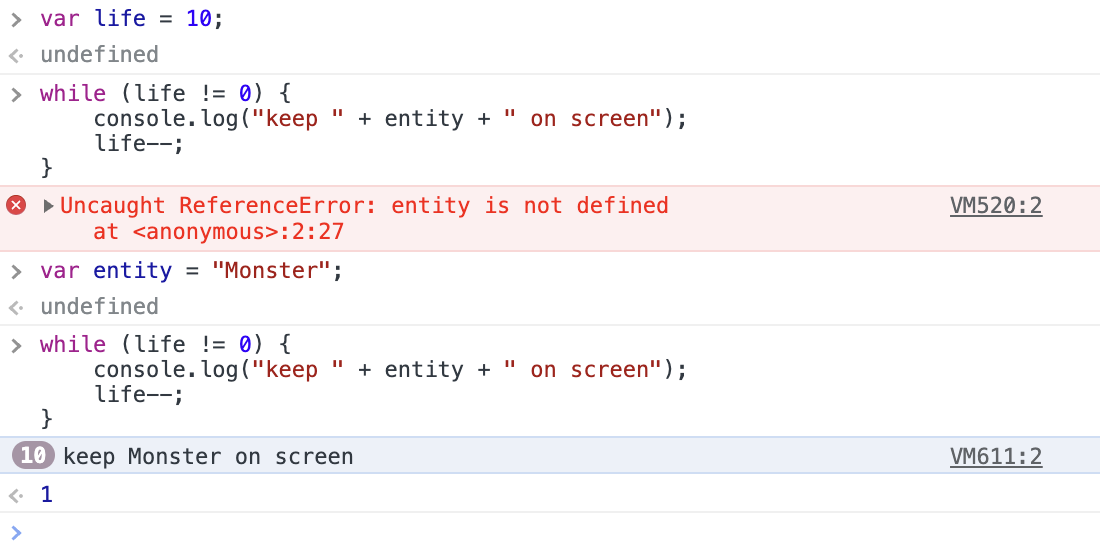 var life = 10;
undefined
while (life != 0) {
    console.log("keep " + entity + " on screen");
    life--;
}
Uncaught ReferenceError: entity is not defined VM520:2
    at <anonymous>:2:27
var entity = "Monster";
undefined
while (life != 0) {
    console.log("keep " + entity + " on screen");
    life--;
}
10 keep Monster on screen VM611:2
1